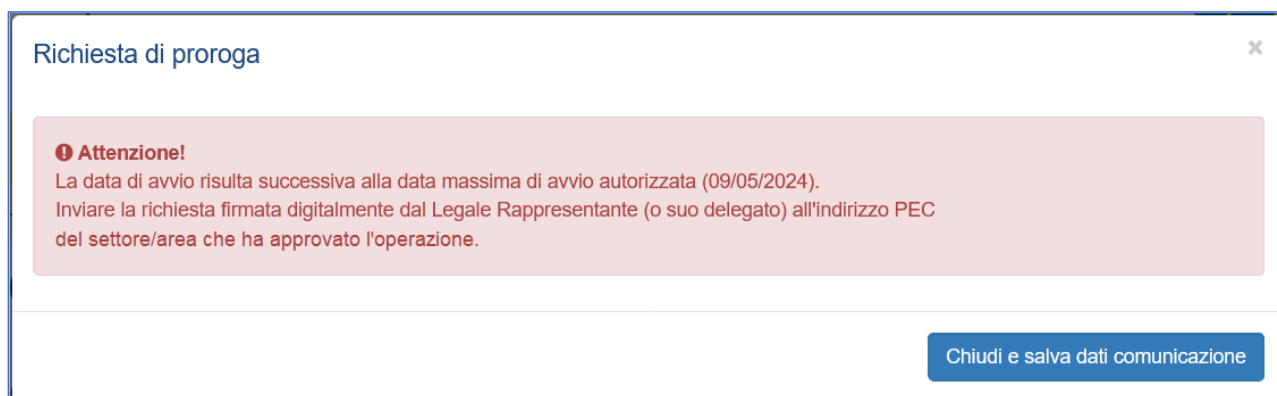 Richiesta di proroga
×
Attenzione!
La data di avvio risulta successiva alla data massima di avvio autorizzata (09/05/2024).
Inviare la richiesta firmata digitalmente dal Legale Rappresentante (o suo delegato) all'indirizzo PEC
del settore/area che ha approvato l'operazione.
Chiudi e salva dati comunicazione